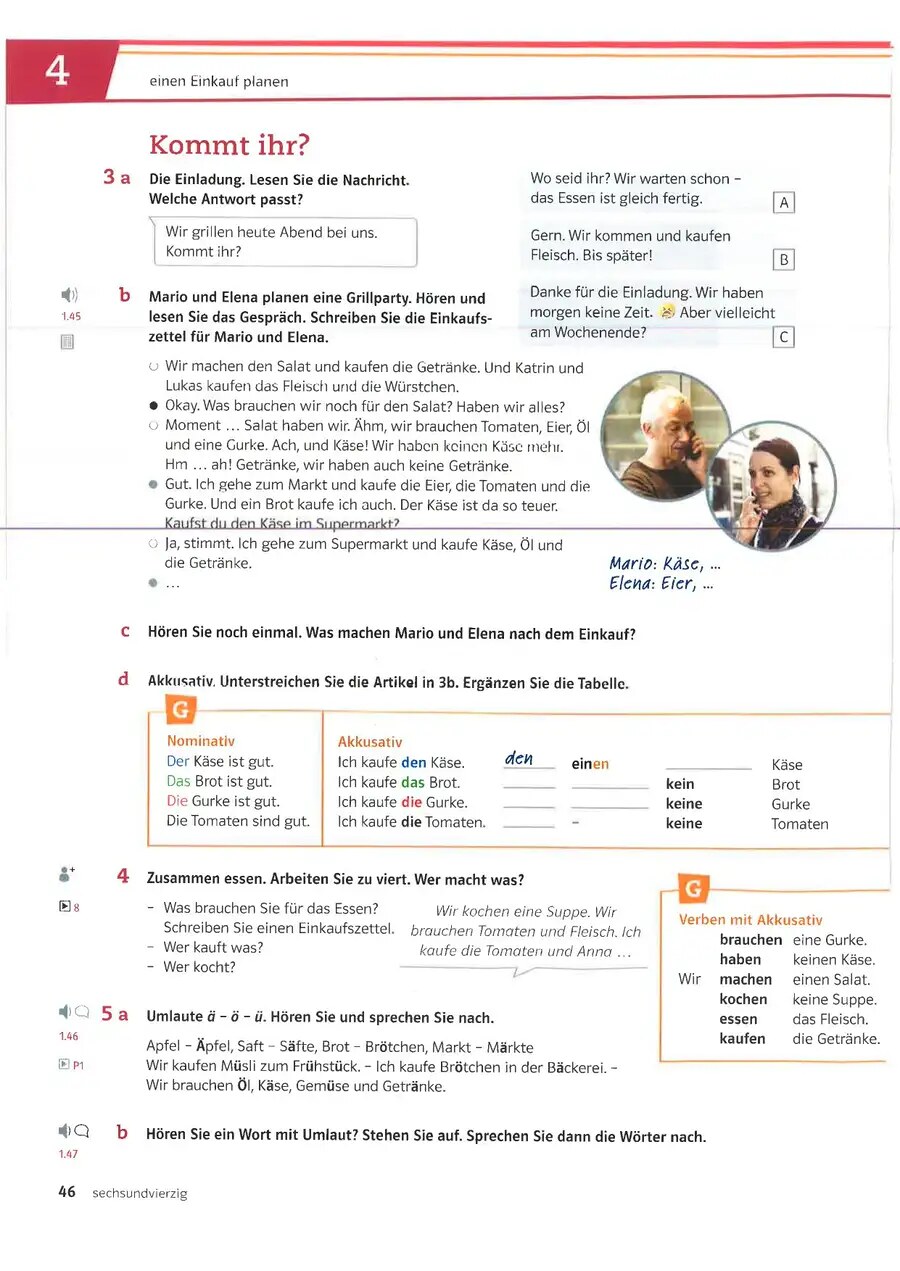 4
einen Einkauf planen
Kommt ihr?
3 a Die Einladung. Lesen Sie die Nachricht.
Welche Antwort passt?
Wir grillen heute Abend bei uns.
Kommt ihr?
Wo seid ihr? Wir warten schon –
das Essen ist gleich fertig.
A
Gern. Wir kommen und kaufen
Fleisch. Bis später!
B
Danke für die Einladung. Wir haben
morgen keine Zeit. Aber vielleicht
am Wochenende?
C
1.45
b Mario und Elena planen eine Grillparty. Hören und
lesen Sie das Gespräch. Schreiben Sie die Einkaufs-
zettel für Mario und Elena.
Wir machen den Salat und kaufen die Getränke. Und Katrin und
Lukas kaufen das Fleisch und die Würstchen.
Okay. Was brauchen wir noch für den Salat? Haben wir alles?
Moment ... Salat haben wir. Ähm, wir brauchen Tomaten, Eier, Öl
und eine Gurke. Ach, und Käse! Wir haben keinen Käse mehr.
Hm ... ah! Getränke, wir haben auch keine Getränke.
Gut. Ich gehe zum Markt und kaufe die Eier, die Tomaten und die
Gurke. Und ein Brot kaufe ich auch. Der Käse ist da so teuer.
Kaufst du den Käse im Supermarkt?
Ja, stimmt. Ich gehe zum Supermarkt und kaufe Käse, Öl und
die Getränke.
...
Mario: Käse, ...
Elena: Eier, ...
c Hören Sie noch einmal. Was machen Mario und Elena nach dem Einkauf?
d Akkusativ. Unterstreichen Sie die Artikel in 3b. Ergänzen Sie die Tabelle.
G
Nominativ Akkusativ
Der Käse ist gut. Ich kaufe den Käse. den einen ________ Käse
Das Brot ist gut. Ich kaufe das Brot. ________ ________ kein Brot
Die Gurke ist gut. Ich kaufe die Gurke. ________ ________ keine Gurke
Die Tomaten sind gut. Ich kaufe die Tomaten. ________ – keine Tomaten
4 Zusammen essen. Arbeiten Sie zu viert. Wer macht was?
8
– Was brauchen Sie für das Essen?
Schreiben Sie einen Einkaufszettel.
– Wer kauft was?
– Wer kocht?
Wir kochen eine Suppe. Wir
brauchen Tomaten und Fleisch. Ich
kaufe die Tomaten und Anna ...
G
Verben mit Akkusativ
brauchen eine Gurke.
haben keinen Käse.
Wir machen einen Salat.
kochen keine Suppe.
essen das Fleisch.
kaufen die Getränke.
5 a Umlaute ä – ö – ü. Hören Sie und sprechen Sie nach.
1.46
P1
Apfel – Äpfel, Saft – Säfte, Brot – Brötchen, Markt – Märkte
Wir kaufen Müsli zum Frühstück. – Ich kaufe Brötchen in der Bäckerei. –
Wir brauchen Öl, Käse, Gemüse und Getränke.
b Hören Sie ein Wort mit Umlaut? Stehen Sie auf. Sprechen Sie dann die Wörter nach.
1.47
46 sechsundvierzig